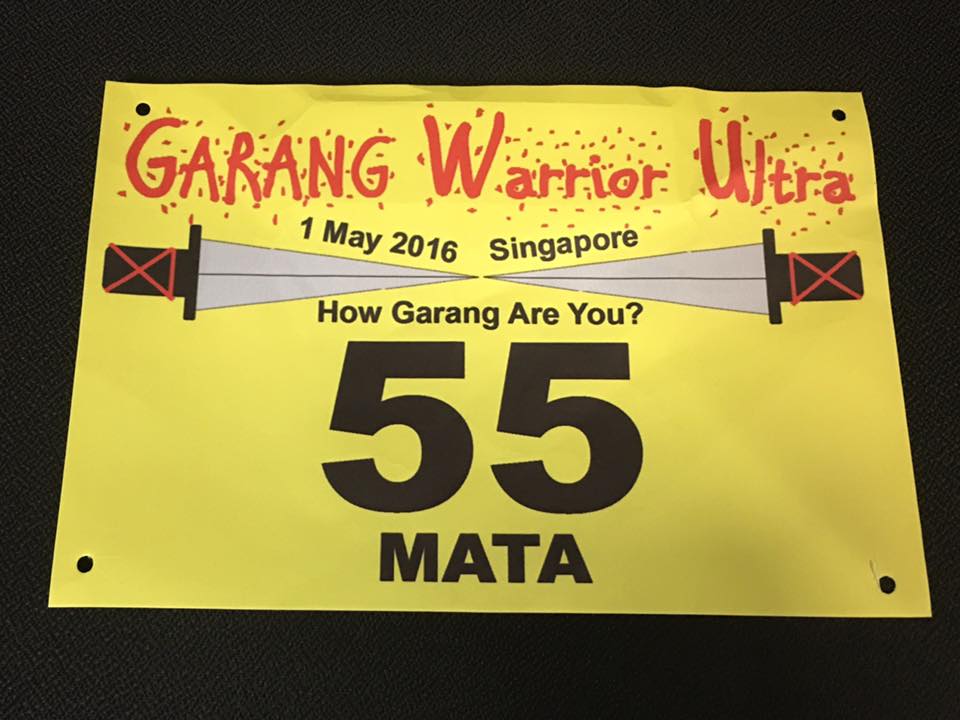 GARANG Warrior Ultra
1 May 2016 Singapore
How Garang Are You?
55
MATA